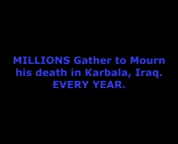 MILLIONS Gather to Mourn
his death in Karbala, Iraq.
EVERY YEAR.